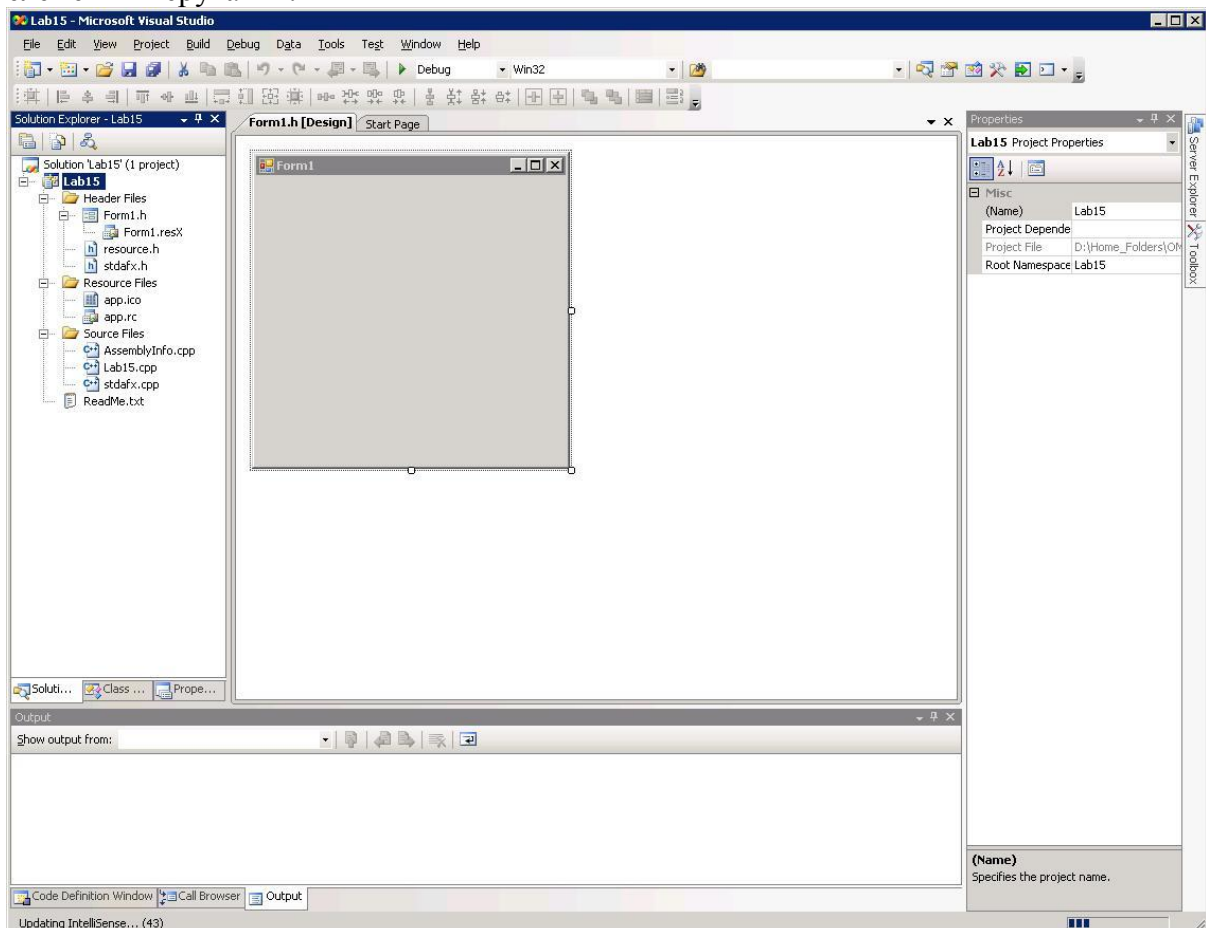 Lab15 - Microsoft Visual Studio
File Edit View Project Build Debug Data Tools Test Window Help
Debug Win32
Solution Explorer - Lab15
Solution 'Lab15' (1 project)
Lab15
Header Files
Form1.h
Form1.resX
resource.h
stdafx.h
Resource Files
app.ico
app.rc
Source Files
AssemblyInfo.cpp
Lab15.cpp
stdafx.cpp
ReadMe.txt
Soluti... Class ... Prope...
Form1.h [Design] Start Page
Form1
Properties
Lab15 Project Properties
Misc
(Name) Lab15
Project Depende
Project File D:\Home_Folders\OM
Root Namespace Lab15
(Name)
Specifies the project name.
Server Explorer
Toolbox
Output
Show output from:
Code Definition Window Call Browser Output
Updating IntelliSense... (43)